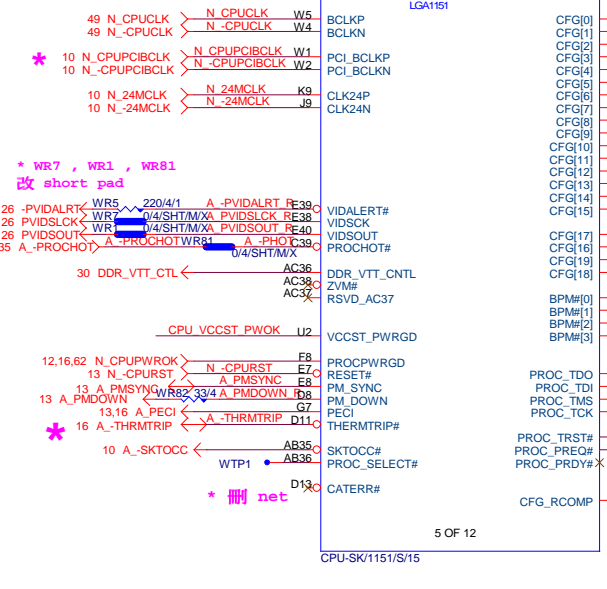 LGA1151
49 N_CPUCLK N_CPUCLK W5 BCLKP CFG[0]
49 N_-CPUCLK N_-CPUCLK W4 BCLKN CFG[1]
CFG[2]
* 10 N_CPUPCIBCLK N_CPUPCIBCLK W1 PCI_BCLKP CFG[3]
10 N_-CPUPCIBCLK N_-CPUPCIBCLK W2 PCI_BCLKN CFG[4]
CFG[5]
10 N_24MCLK N_24MCLK K9 CLK24P CFG[6]
10 N_-24MCLK N_-24MCLK J9 CLK24N CFG[7]
CFG[8]
CFG[9]
CFG[10]
CFG[11]
* WR7 , WR1 , WR81 CFG[12]
CFG[13]
改 short pad CFG[14]
26 -PVIDALRT WR5 220/4/1 A_-PVIDALRT_R E39 VIDALERT# CFG[15]
26 PVIDSLCK WR7 0/4/SHT/M/X A_PVIDSLCK_R E38 VIDSCK
26 PVIDSOUT 0/4/SHT/M/X A_PVIDSOUT_R E40 VIDSOUT CFG[17]
35 A_-PROCHOT A_-PROCHOT WR81 0/4/SHT/M/X A_-PHOT C39 PROCHOT# CFG[16]
CFG[19]
30 DDR_VTT_CTL AC36 DDR_VTT_CNTL CFG[18]
AC38 ZVM#
AC37 RSVD_AC37 BPM#[0]
BPM#[1]
BPM#[2]
CPU_VCCST_PWOK U2 VCCST_PWRGD BPM#[3]
12,16,62 N_CPUPWROK F8 PROCPWRGD
13 N_-CPURST N_-CPURST E7 RESET# PROC_TDO
13 A_PMSYNC A_PMSYNC E8 PM_SYNC PROC_TDI
13 A_PMDOWN WR82 33/4 A_PMDOWN_R D8 PM_DOWN PROC_TMS
13,16 A_PECI G7 PECI PROC_TCK
* 16 A_-THRMTRIP A_-THRMTRIP D11 THERMTRIP#
PROC_TRST#
10 A_-SKTOCC AB35 SKTOCC# PROC_PREQ#
WTP1 AB36 PROC_SELECT# PROC_PRDY#
* 刪 net D13 CATERR#
CFG_RCOMP
5 OF 12
CPU-SK/1151/S/15